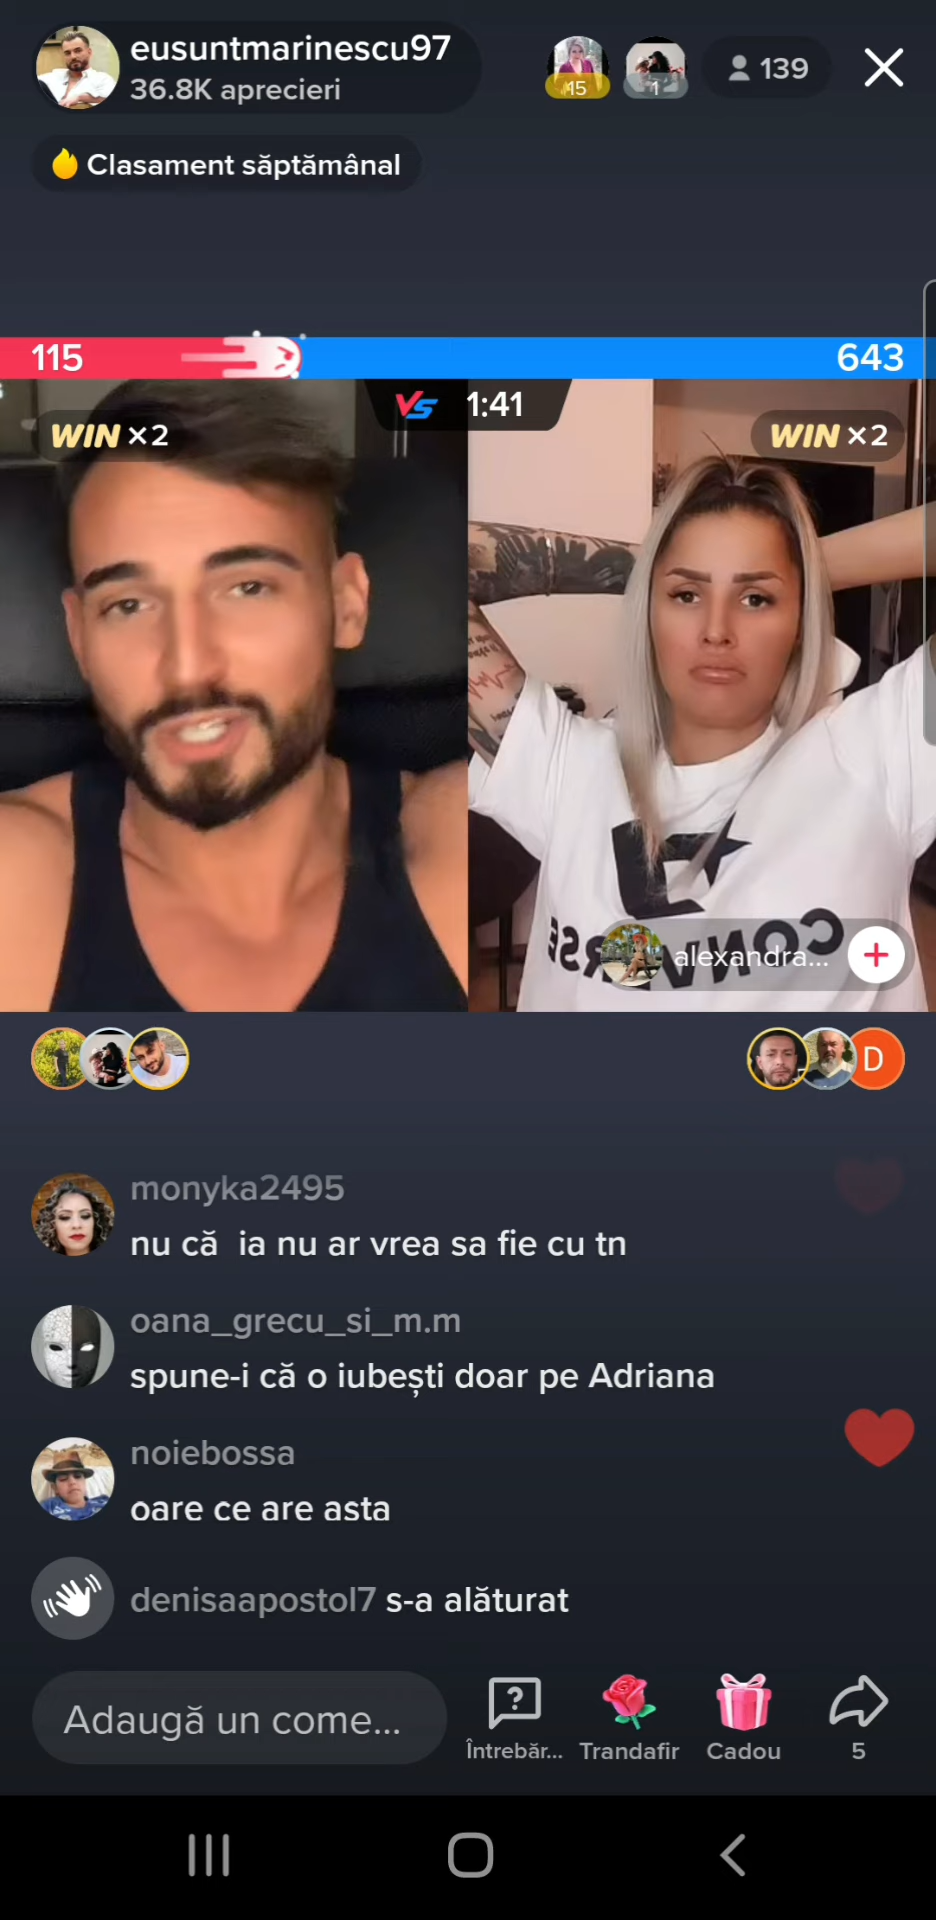 eusuntmarinescu97
36.8K aprecieri
15
1
139
Clasament săptămânal
115
643
VS 1:41
WIN ×2
WIN ×2
CONVERSE
alexandra...
D
monyka2495
nu că  ia nu ar vrea sa fie cu tn
oana_grecu_si_m.m
spune-i că o iubești doar pe Adriana
noiebossa
oare ce are asta
denisaapostol7 s-a alăturat
Adaugă un come...
Întrebăr...
Trandafir
Cadou
5